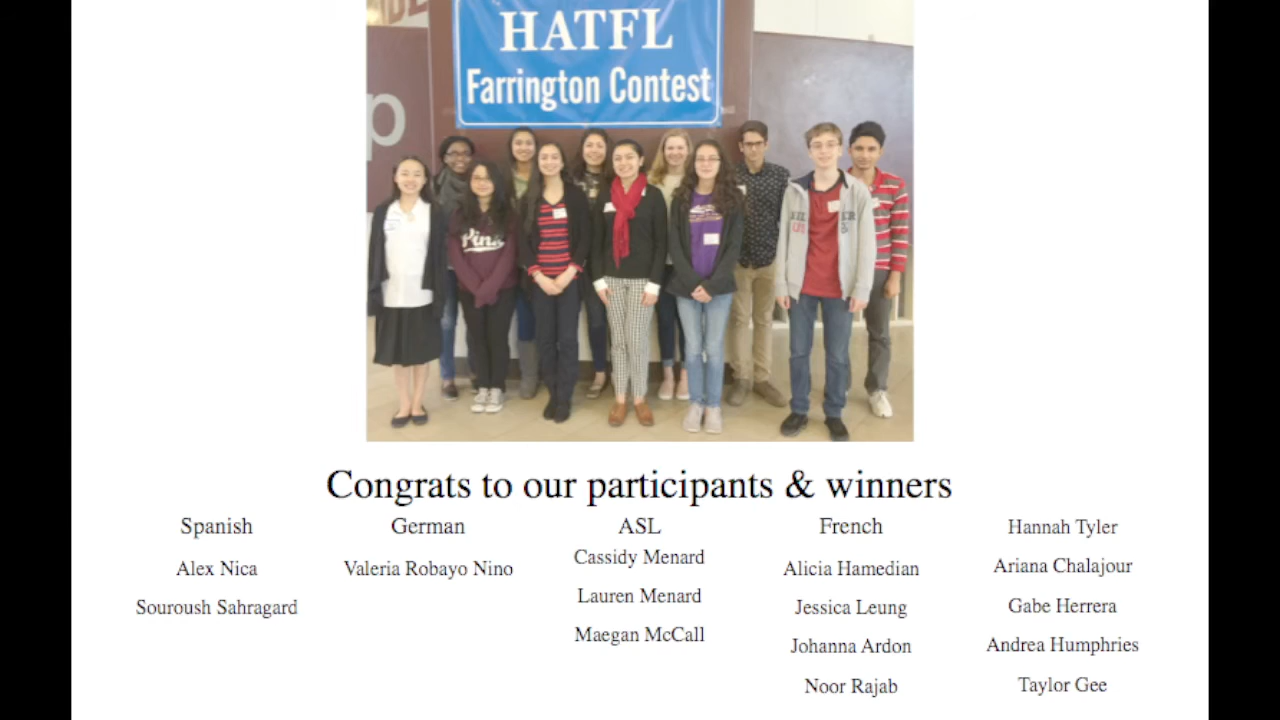 HATFL
Farrington Contest
p
Pink
Congrats to our participants & winners
Spanish
Alex Nica
Souroush Sahragard
German
Valeria Robayo Nino
ASL
Cassidy Menard
Lauren Menard
Maegan McCall
French
Alicia Hamedian
Jessica Leung
Johanna Ardon
Noor Rajab
Hannah Tyler
Ariana Chalajour
Gabe Herrera
Andrea Humphries
Taylor Gee